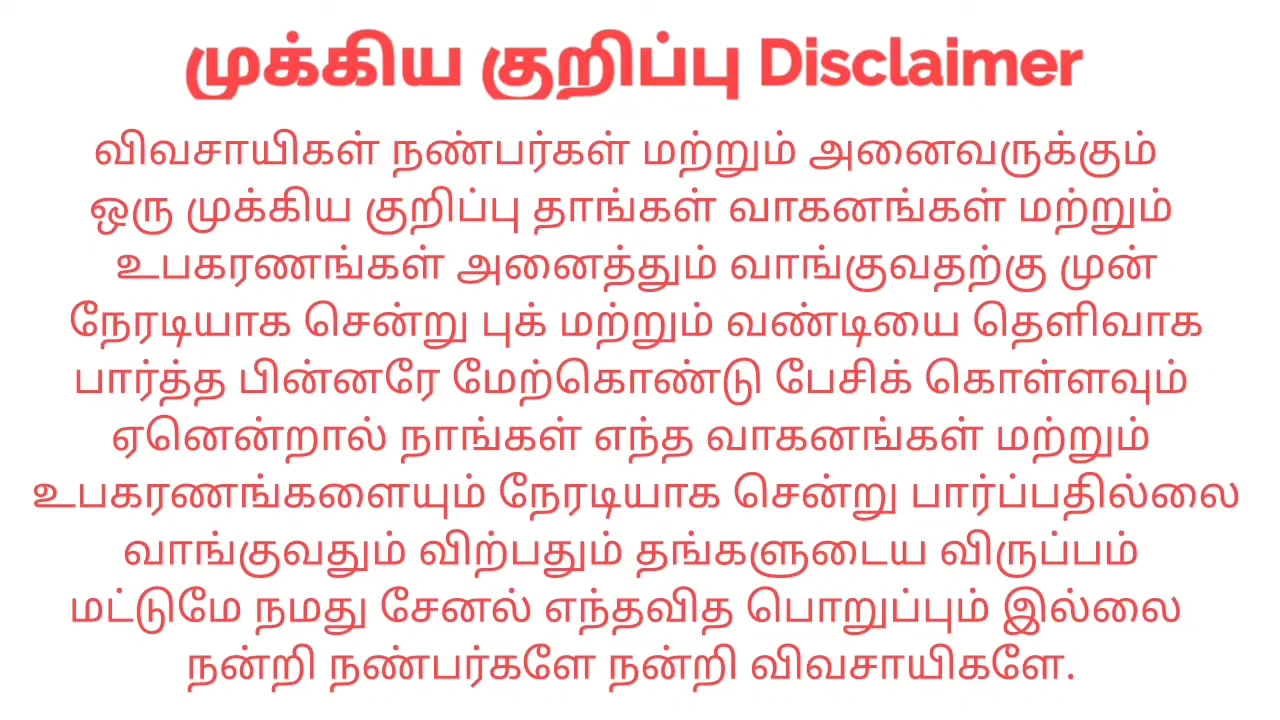 முக்கிய குறிப்பு Disclaimer
விவசாயிகள் நண்பர்கள் மற்றும் அனைவருக்கும்
ஒரு முக்கிய குறிப்பு தாங்கள் வாகனங்கள் மற்றும்
உபகரணங்கள் அனைத்தும் வாங்குவதற்கு முன்
நேரடியாக சென்று புக் மற்றும் வண்டியை தெளிவாக
பார்த்த பின்னரே மேற்கொண்டு பேசிக் கொள்ளவும்
ஏனென்றால் நாங்கள் எந்த வாகனங்கள் மற்றும்
உபகரணங்களையும் நேரடியாக சென்று பார்ப்பதில்லை
வாங்குவதும் விற்பதும் தங்களுடைய விருப்பம்
மட்டுமே நமது சேனல் எந்தவித பொறுப்பும் இல்லை
நன்றி நண்பர்களே நன்றி விவசாயிகளே.